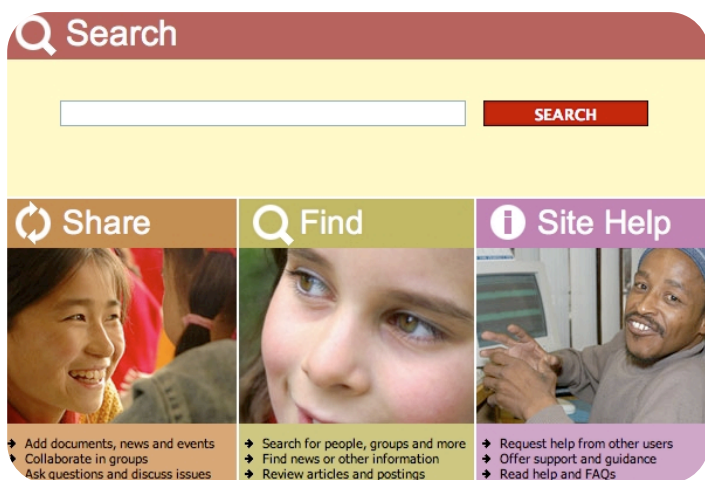 Search
SEARCH
Share
Find
Site Help
Add documents, news and events
Collaborate in groups
Ask questions and discuss issues
Search for people, groups and more
Find news or other information
Review articles and postings
Request help from other users
Offer support and guidance
Read help and FAQs